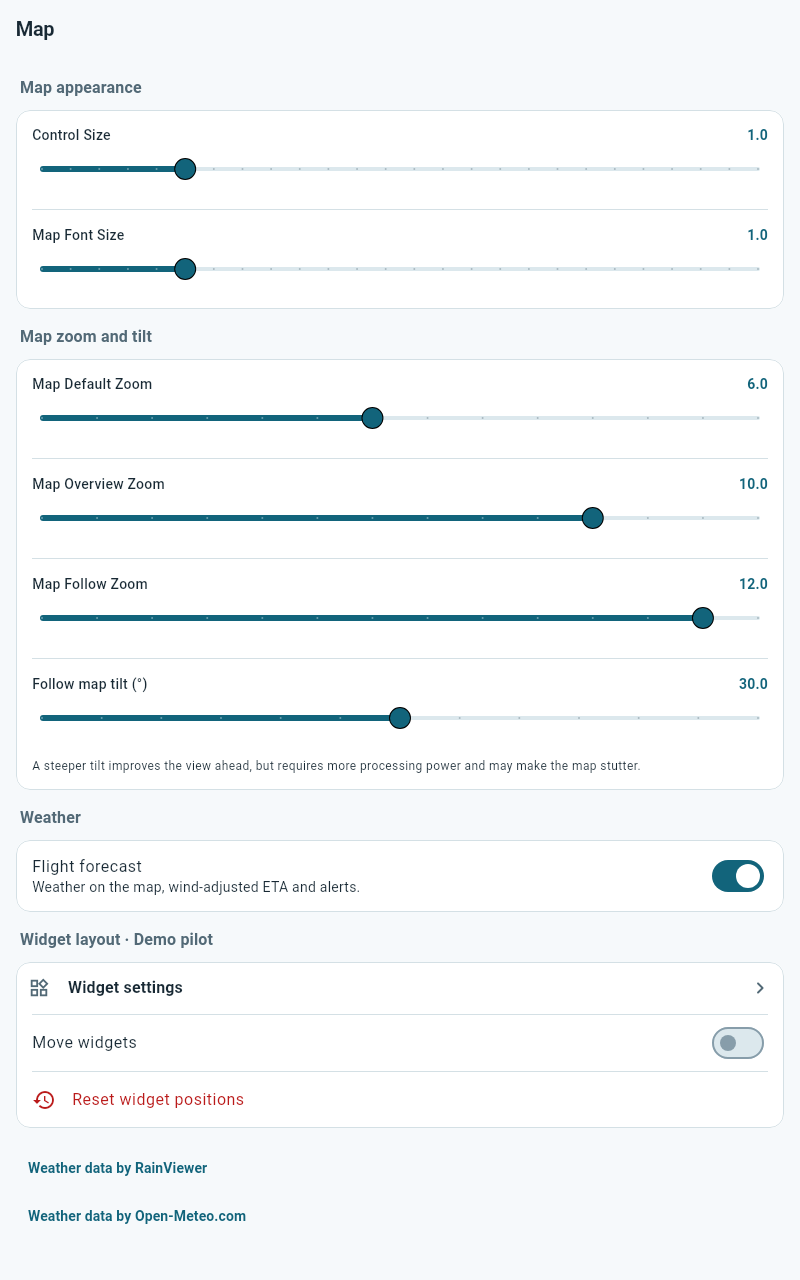 Map
Map appearance
Control Size 1.0
Map Font Size 1.0
Map zoom and tilt
Map Default Zoom 6.0
Map Overview Zoom 10.0
Map Follow Zoom 12.0
Follow map tilt (°) 30.0
A steeper tilt improves the view ahead, but requires more processing power and may make the map stutter.
Weather
Flight forecast
Weather on the map, wind-adjusted ETA and alerts.
Widget layout · Demo pilot
Widget settings
Move widgets
Reset widget positions
Weather data by RainViewer
Weather data by Open-Meteo.com